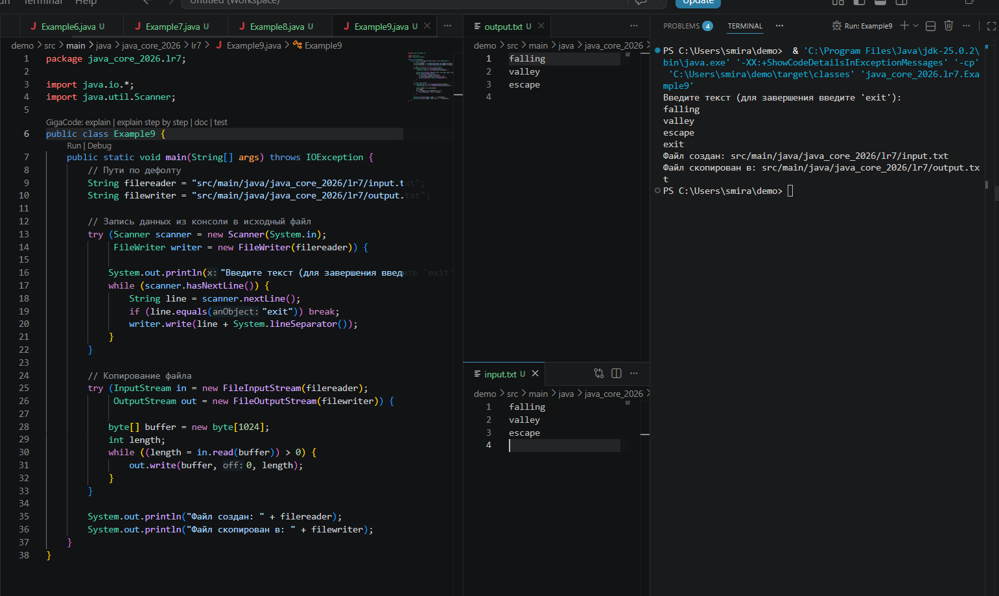 Terminal Help
Untitled (Workspace)
Update
Example6.java U
Example7.java U
Example8.java U
Example9.java U
demo > src > main > java > java_core_2026 > lr7 > Example9.java > Example9
1 package java_core_2026.lr7;
2
3 import java.io.*;
4 import java.util.Scanner;
5
GigaCode: explain | explain step by step | doc | test
6 public class Example9 {
Run | Debug
7 public static void main(String[] args) throws IOException {
8 // Пути по дефолту
9 String filereader = "src/main/java/java_core_2026/lr7/input.txt";
10 String filewriter = "src/main/java/java_core_2026/lr7/output.txt";
11
12 // Запись данных из консоли в исходный файл
13 try (Scanner scanner = new Scanner(System.in);
14 FileWriter writer = new FileWriter(filereader)) {
15
16 System.out.println(x: "Введите текст (для завершения введите 'exit'
17 while (scanner.hasNextLine()) {
18 String line = scanner.nextLine();
19 if (line.equals(anObject: "exit")) break;
20 writer.write(line + System.lineSeparator());
21 }
22 }
23
24 // Копирование файла
25 try (InputStream in = new FileInputStream(filereader);
26 OutputStream out = new FileOutputStream(filewriter)) {
27
28 byte[] buffer = new byte[1024];
29 int length;
30 while ((length = in.read(buffer)) > 0) {
31 out.write(buffer, off: 0, length);
32 }
33 }
34
35 System.out.println("Файл создан: " + filereader);
36 System.out.println("Файл скопирован в: " + filewriter);
37 }
38 }
output.txt U
demo > src > main > java > java_core_2026 >
1 falling
2 valley
3 escape
4
input.txt U
demo > src > main > java > java_core_2026 >
1 falling
2 valley
3 escape
4
PROBLEMS 4 TERMINAL
Run: Example9
PS C:\Users\smira\demo> & 'C:\Program Files\Java\jdk-25.0.2\
bin\java.exe' '-XX:+ShowCodeDetailsInExceptionMessages' '-cp'
'C:\Users\smira\demo\target\classes' 'java_core_2026.lr7.Exa
mple9'
Введите текст (для завершения введите 'exit'):
falling
valley
escape
exit
Файл создан: src/main/java/java_core_2026/lr7/input.txt
Файл скопирован в: src/main/java/java_core_2026/lr7/output.tx
t
PS C:\Users\smira\demo>